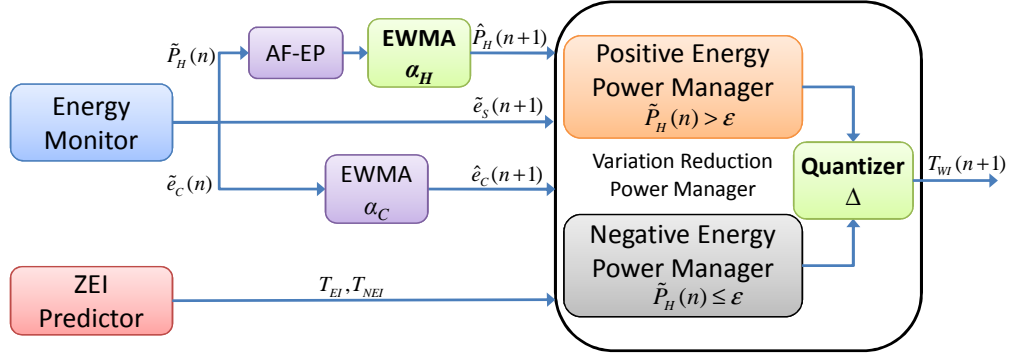 P̃_H(n)
AF-EP
EWMA
α_H
P̂_H(n+1)
Energy
Monitor
ẽ_S(n+1)
ẽ_C(n)
EWMA
α_C
ê_C(n+1)
ZEI
Predictor
T_EI, T_NEI
Positive Energy
Power Manager
P̃_H(n) > ε
Variation Reduction
Power Manager
Negative Energy
Power Manager
P̃_H(n) ≤ ε
Quantizer
Δ
T_WI(n+1)